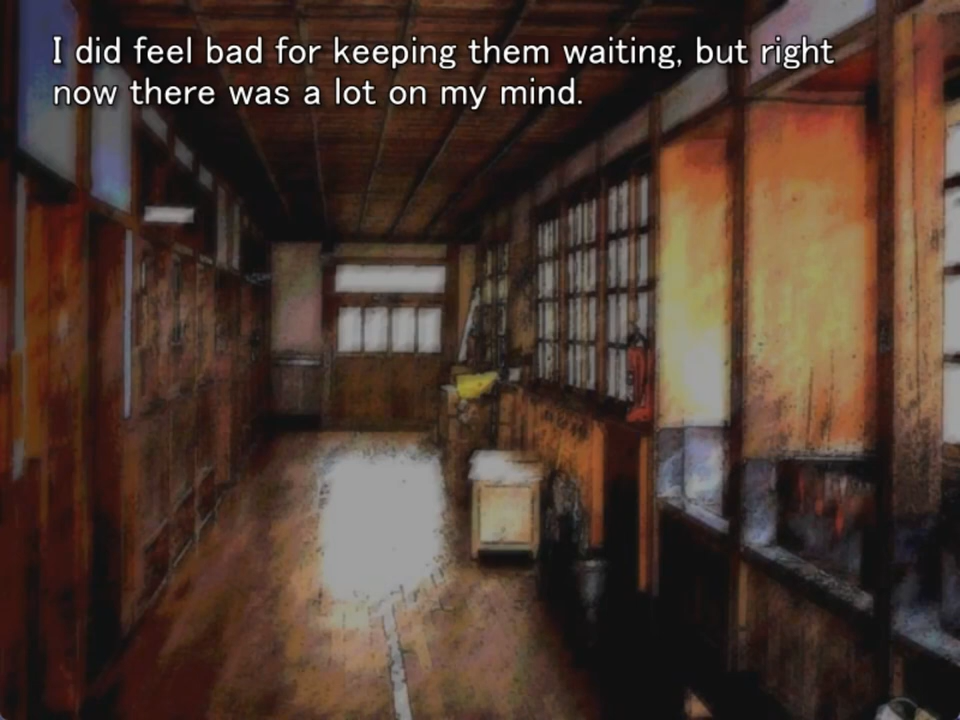 I did feel bad for keeping them waiting, but right
now there was a lot on my mind.